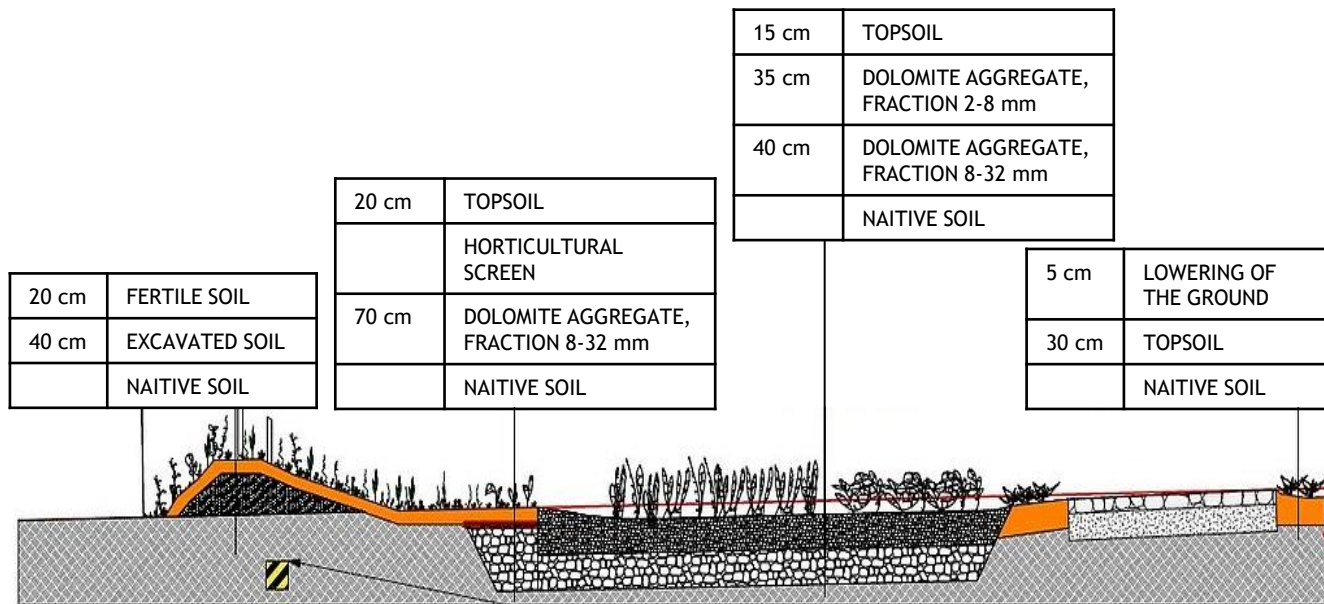 20 cm FERTILE SOIL
40 cm EXCAVATED SOIL
NAITIVE SOIL
20 cm TOPSOIL
HORTICULTURAL
SCREEN
70 cm DOLOMITE AGGREGATE,
FRACTION 8-32 mm
NAITIVE SOIL
15 cm TOPSOIL
35 cm DOLOMITE AGGREGATE,
FRACTION 2-8 mm
40 cm DOLOMITE AGGREGATE,
FRACTION 8-32 mm
NAITIVE SOIL
5 cm LOWERING OF
THE GROUND
30 cm TOPSOIL
NAITIVE SOIL